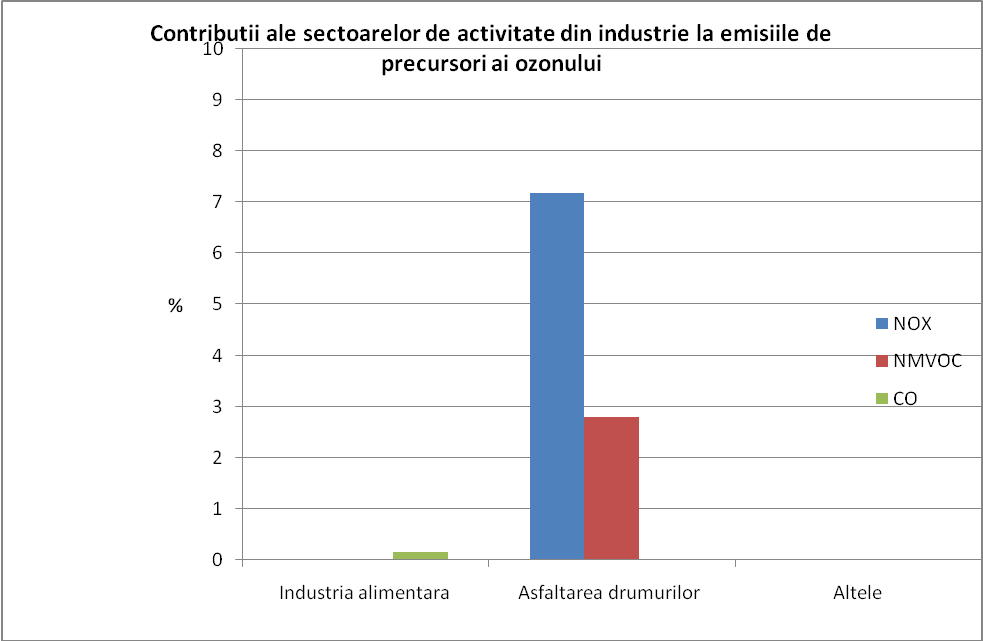 Contributii ale sectoarelor de activitate din industrie la emisiile de
precursori ai ozonului
10
9
8
7
6
5
4
3
2
1
0
%
NOX
NMVOC
CO
Industria alimentara
Asfaltarea drumurilor
Altele